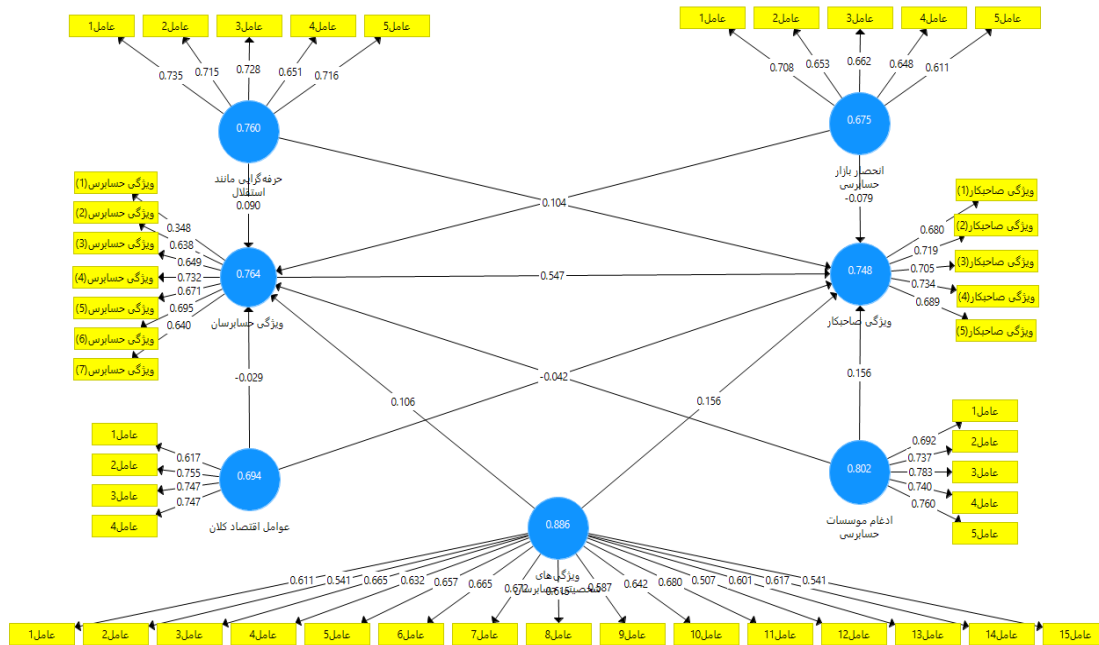 عامل1 عامل2 عامل3 عامل4 عامل5
عامل1 عامل2 عامل3 عامل4 عامل5
0.735 0.715 0.728 0.651 0.716
0.708 0.653 0.662 0.648 0.611
0.760
0.675
حرفه‌گرایی مانند
استقلال
انحصار بازار
حسابرسی
0.090
0.104
-0.079
ویژگی حسابرس(1)
ویژگی حسابرس(2)
ویژگی حسابرس(3)
ویژگی حسابرس(4)
ویژگی حسابرس(5)
ویژگی حسابرس(6)
ویژگی حسابرس(7)
0.348
0.638
0.649
0.732
0.671
0.695
0.640
0.764
ویژگی حسابرسان
0.547
0.748
ویژگی صاحبکار
0.680
0.719
0.705
0.734
0.689
ویژگی صاحبکار(1)
ویژگی صاحبکار(2)
ویژگی صاحبکار(3)
ویژگی صاحبکار(4)
ویژگی صاحبکار(5)
-0.029
-0.042
0.106
0.156
0.156
عامل1
عامل2
عامل3
عامل4
0.617
0.755
0.747
0.747
0.694
عوامل اقتصاد کلان
0.802
ادغام موسسات
حسابرسی
0.692
0.737
0.783
0.740
0.760
عامل1
عامل2
عامل3
عامل4
عامل5
0.886
ویژگی‌های
شخصیتی حسابرسان
0.611 0.541 0.665 0.632 0.657 0.665 0.672 0.615 0.587 0.642 0.680 0.507 0.601 0.617 0.541
عامل1 عامل2 عامل3 عامل4 عامل5 عامل6 عامل7 عامل8 عامل9 عامل10 عامل11 عامل12 عامل13 عامل14 عامل15